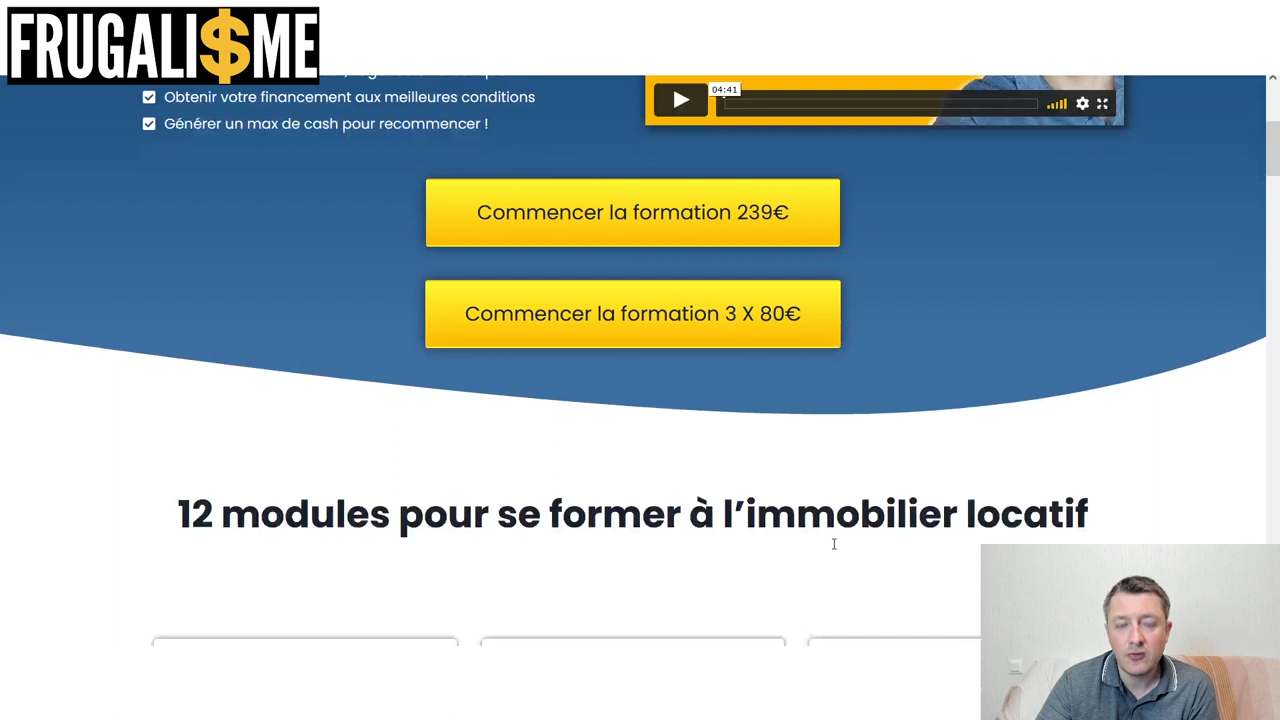 FRUGALI$ME
Obtenir votre financement aux meilleures conditions
04:41
Générer un max de cash pour recommencer !
Commencer la formation 239€
Commencer la formation 3 X 80€
12 modules pour se former à l’immobilier locatif